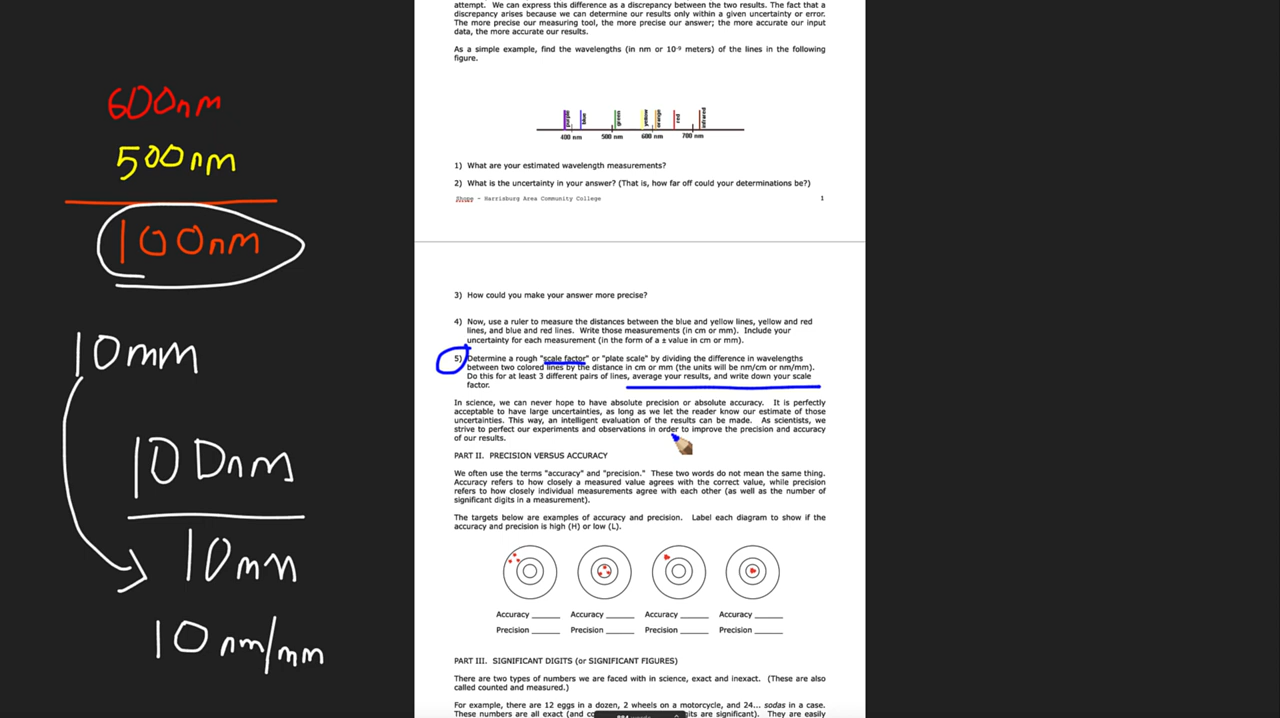 600nm
500nm
100nm
10mm
100nm
10mm
10 nm/mm
attempt. We can express this difference as a discrepancy between the two results. The fact that a
discrepancy arises because we can determine our results only within a given uncertainty or error.
The more precise our measuring tool, the more precise our answer; the more accurate our input
data, the more accurate our results.
As a simple example, find the wavelengths (in nm or 10-9 meters) of the lines in the following
figure.
purple blue green yellow orange red infrared
400 nm 500 nm 600 nm 700 nm
1) What are your estimated wavelength measurements?
2) What is the uncertainty in your answer? (That is, how far off could your determinations be?)
Shope - Harrisburg Area Community College 1
3) How could you make your answer more precise?
4) Now, use a ruler to measure the distances between the blue and yellow lines, yellow and red
lines, and blue and red lines. Write those measurements (in cm or mm). Include your
uncertainty for each measurement (in the form of a ± value in cm or mm).
5) Determine a rough "scale factor" or "plate scale" by dividing the difference in wavelengths
between two colored lines by the distance in cm or mm (the units will be nm/cm or nm/mm).
Do this for at least 3 different pairs of lines, average your results, and write down your scale
factor.
In science, we can never hope to have absolute precision or absolute accuracy. It is perfectly
acceptable to have large uncertainties, as long as we let the reader know our estimate of those
uncertainties. This way, an intelligent evaluation of the results can be made. As scientists, we
strive to perfect our experiments and observations in order to improve the precision and accuracy
of our results.
PART II. PRECISION VERSUS ACCURACY
We often use the terms "accuracy" and "precision." These two words do not mean the same thing.
Accuracy refers to how closely a measured value agrees with the correct value, while precision
refers to how closely individual measurements agree with each other (as well as the number of
significant digits in a measurement).
The targets below are examples of accuracy and precision. Label each diagram to show if the
accuracy and precision is high (H) or low (L).
Accuracy ______ Accuracy ______ Accuracy ______ Accuracy ______
Precision ______ Precision ______ Precision ______ Precision ______
PART III. SIGNIFICANT DIGITS (or SIGNIFICANT FIGURES)
There are two types of numbers we are faced with in science, exact and inexact. (These are also
called counted and measured.)
For example, there are 12 eggs in a dozen, 2 wheels on a motorcycle, and 24... sodas in a case.
These numbers are all exact (and its are significant). They are easily